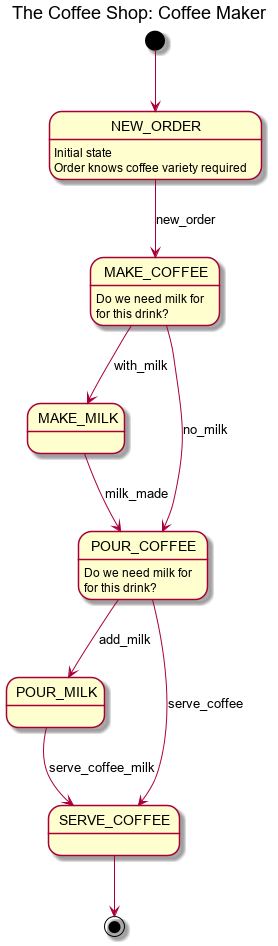 The Coffee Shop: Coffee Maker
NEW_ORDER
Initial state
Order knows coffee variety required
new_order
MAKE_COFFEE
Do we need milk for
for this drink?
with_milk
MAKE_MILK
no_milk
milk_made
POUR_COFFEE
Do we need milk for
for this drink?
add_milk
POUR_MILK
serve_coffee
serve_coffee_milk
SERVE_COFFEE